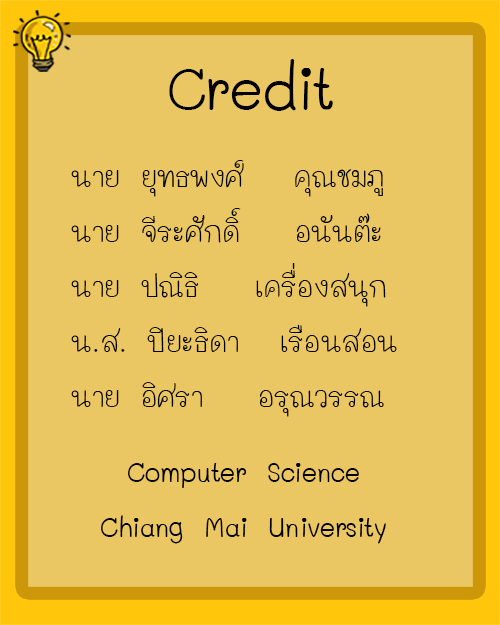 Credit
นาย ยุทธพงศ์ คุณชมภู
นาย จีระศักดิ์ อนันต๊ะ
นาย ปณิธิ เครื่องสนุก
น.ส. ปิยะธิดา เรือนสอน
นาย อิศรา อรุณวรรณ
Computer Science
Chiang Mai University